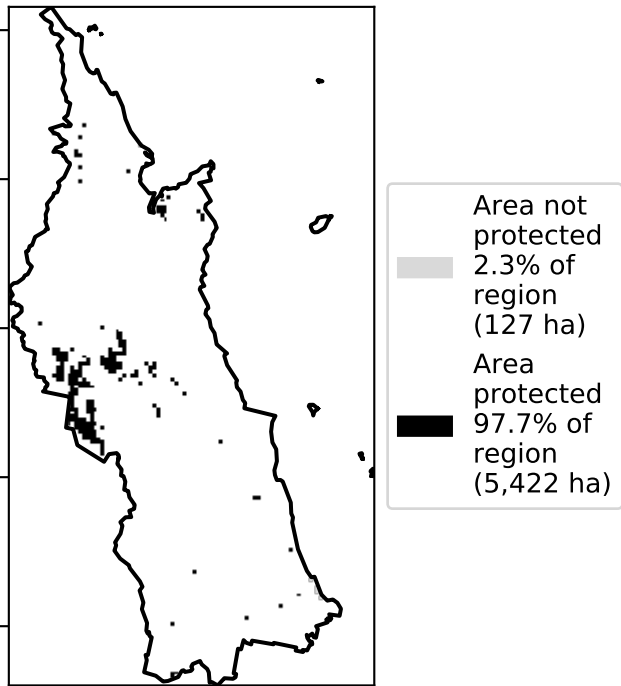 Area not
protected
2.3% of
region
(127 ha)
Area
protected
97.7% of
region
(5,422 ha)